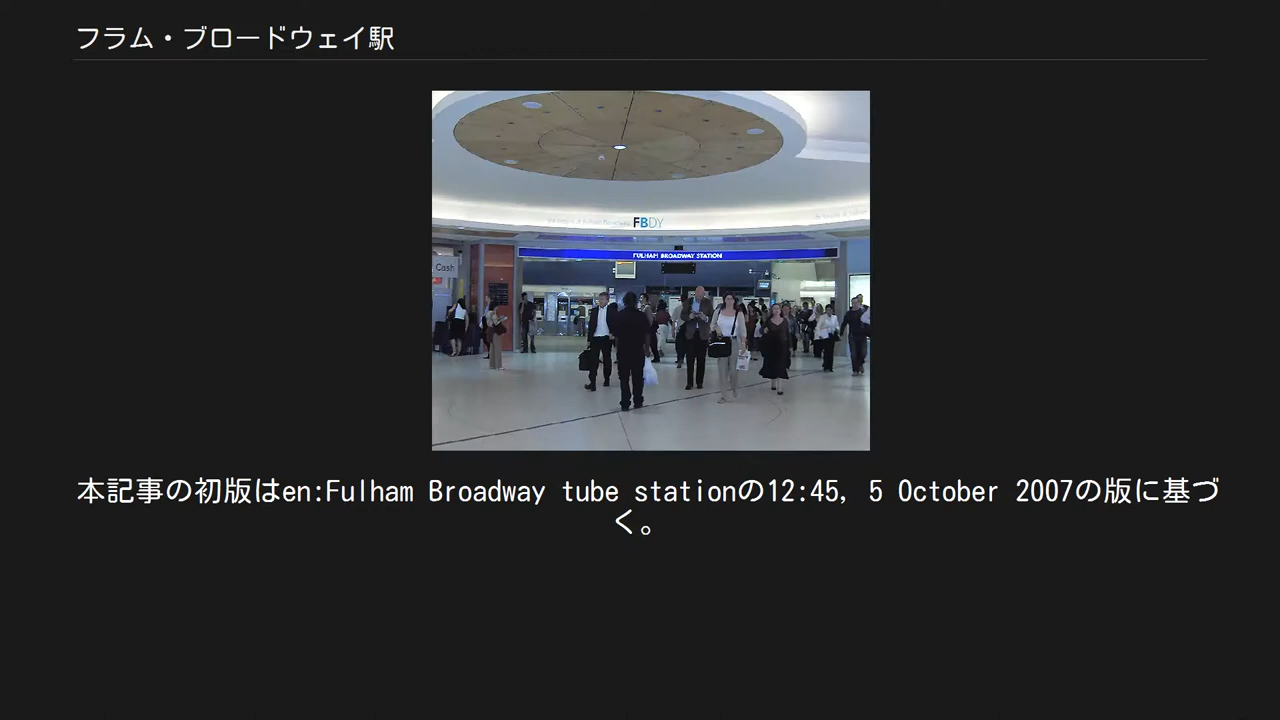 フラム・ブロードウェイ駅
FBDY
FULHAM BROADWAY STATION
Cash
本記事の初版はen:Fulham Broadway tube stationの12:45, 5 October 2007の版に基づ
く。